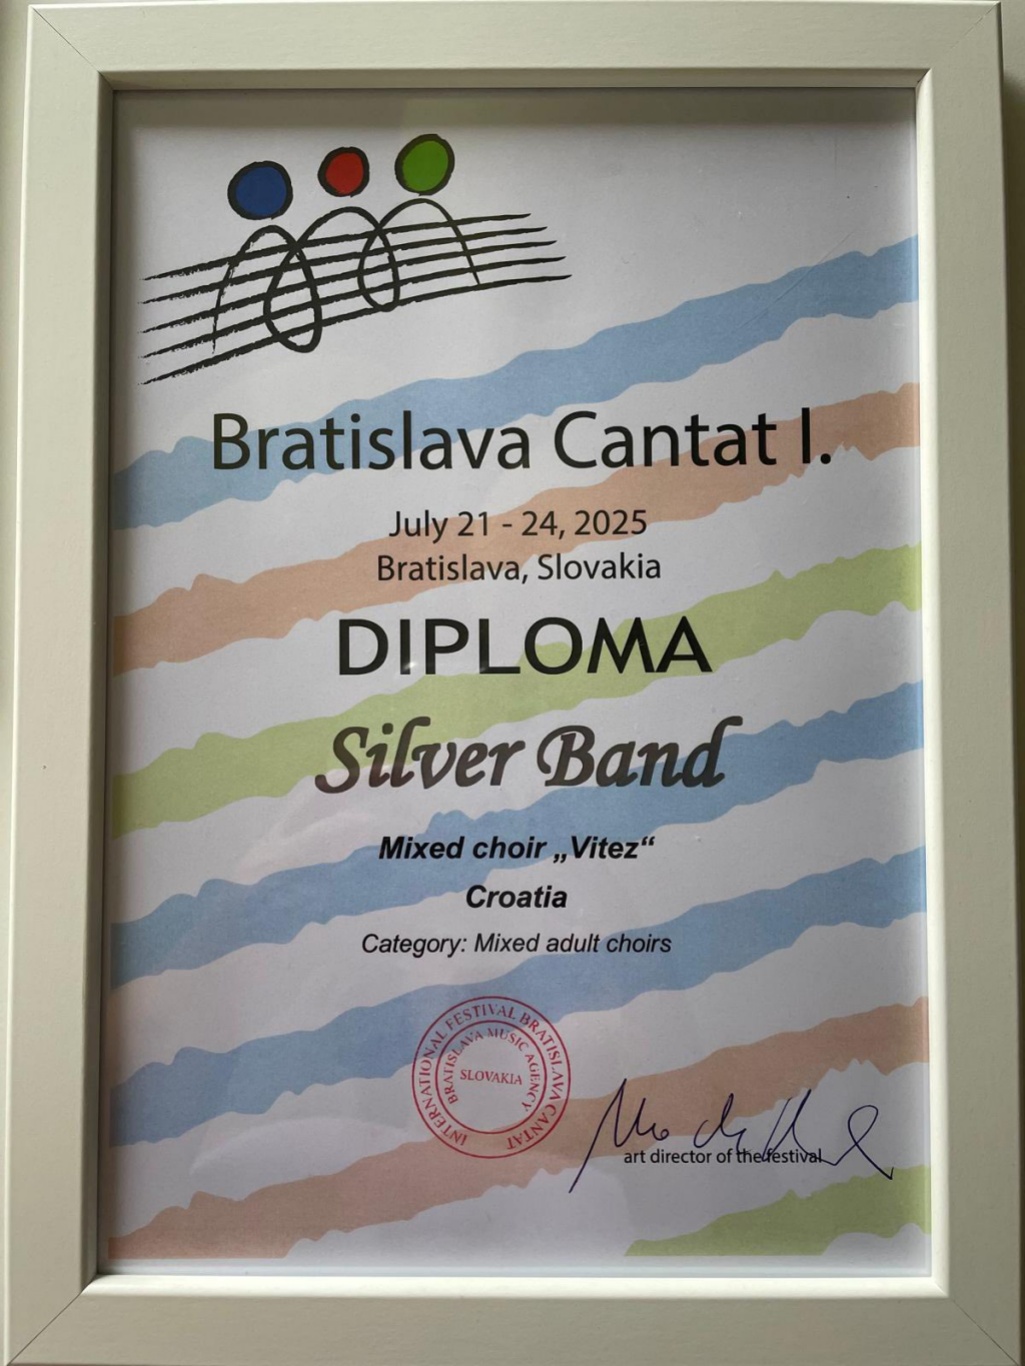 Bratislava Cantat I.
July 21 - 24, 2025
Bratislava, Slovakia
DIPLOMA
Silver Band
Mixed choir „Vitez“
Croatia
Category: Mixed adult choirs
INTERNATIONAL FESTIVAL BRATISLAVA CANTAT
BRATISLAVA MUSIC AGENCY
SLOVAKIA
art director of the festival